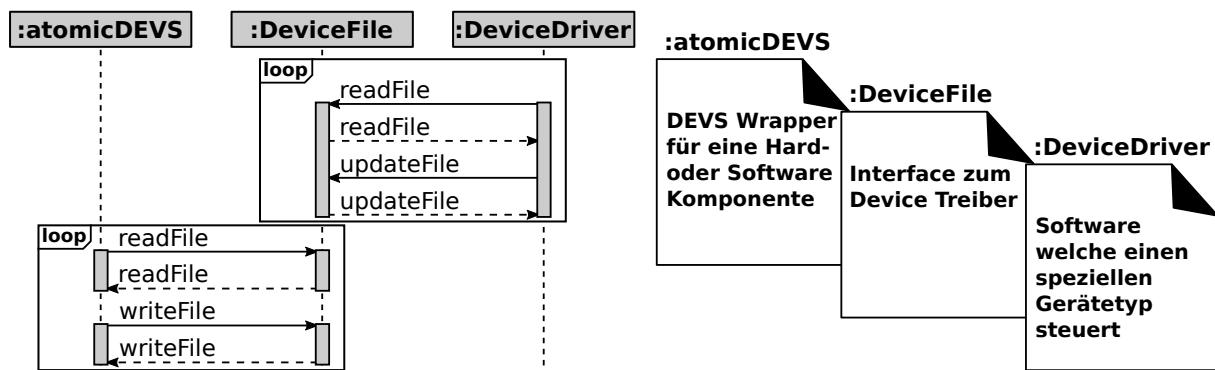 :atomicDEVS
:DeviceFile
:DeviceDriver
loop
readFile
readFile
updateFile
updateFile
loop
readFile
readFile
writeFile
writeFile
:atomicDEVS
DEVS Wrapper
für eine Hard-
oder Software
Komponente
:DeviceFile
Interface zum
Device Treiber
:DeviceDriver
Software
welche einen
speziellen
Gerätetyp
steuert